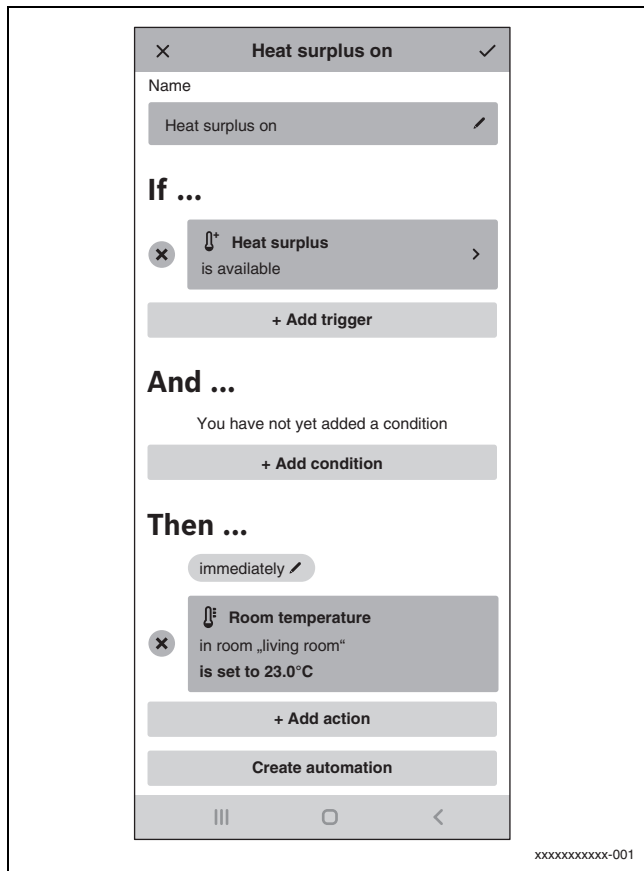 Heat surplus on
Name
Heat surplus on
If ...
Heat surplus
is available
+ Add trigger
And ...
You have not yet added a condition
+ Add condition
Then ...
immediately
Room temperature
in room „living room“
is set to 23.0°C
+ Add action
Create automation
xxxxxxxxxxx-001